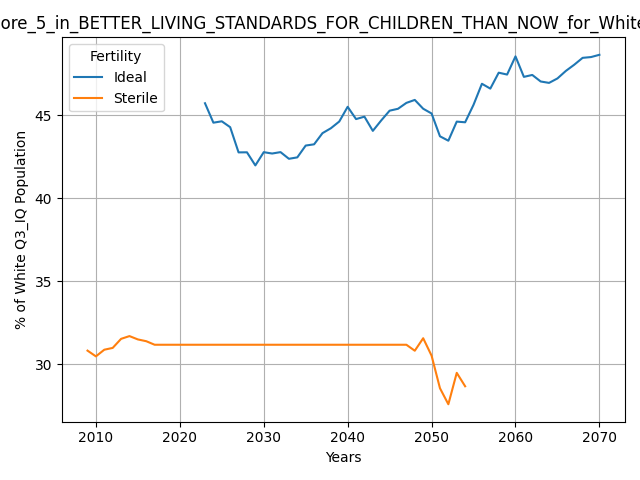 ore_5_in_BETTER_LIVING_STANDARDS_FOR_CHILDREN_THAN_NOW_for_White
Fertility
Ideal
Sterile
% of White Q3_IQ Population
45
40
35
30
2010 2020 2030 2040 2050 2060 2070
Years